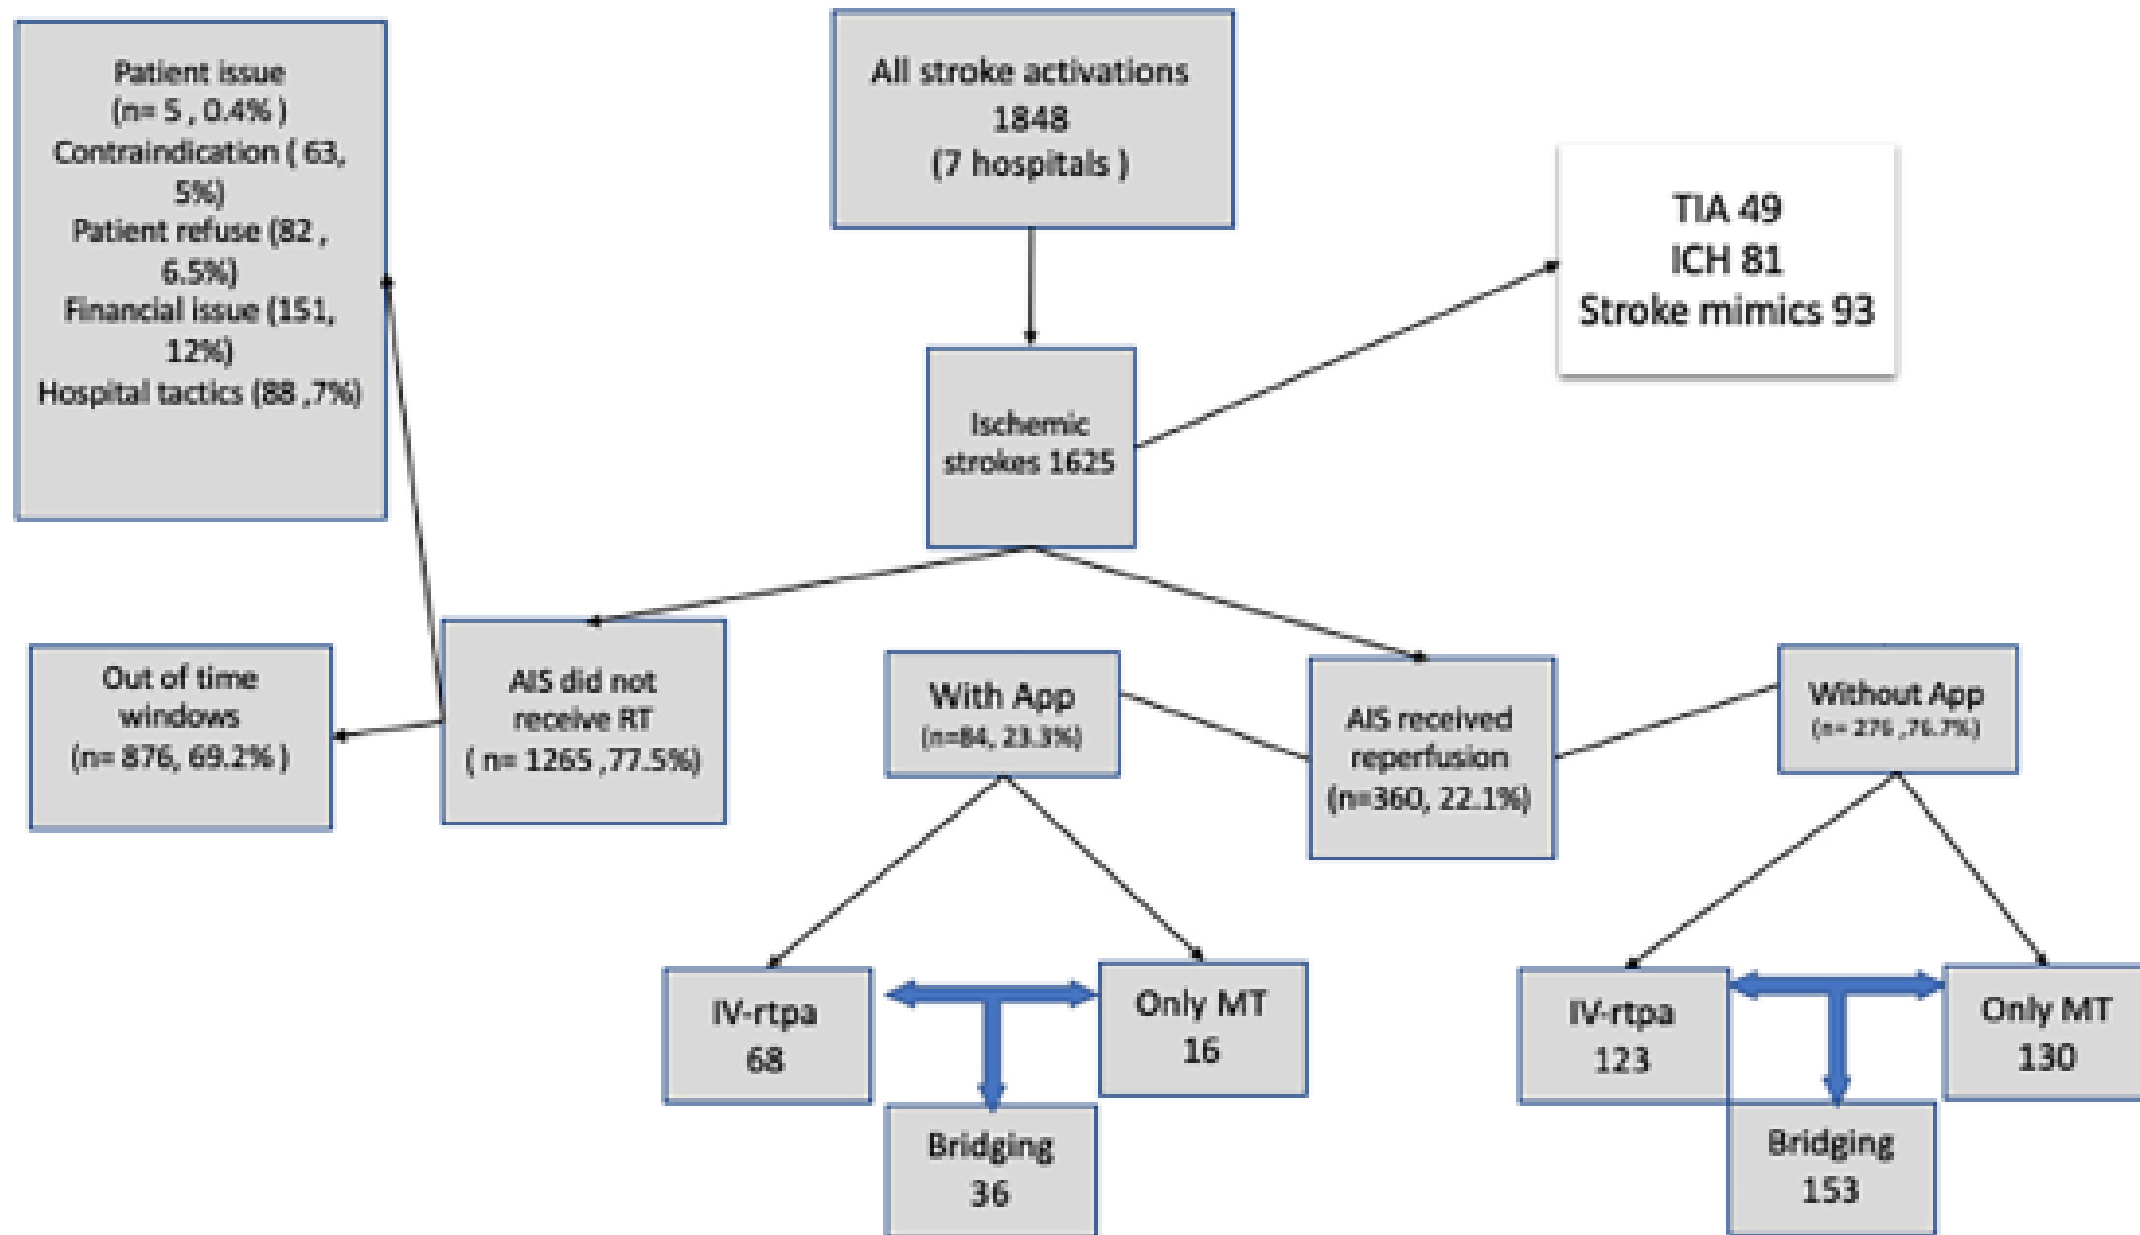 Patient issue
(n= 5 , 0.4% )
Contraindication ( 63,
5%)
Patient refuse (82 ,
6.5%)
Financial issue (151,
12%)
Hospital tactics (88 ,7%)
All stroke activations
1848
(7 hospitals )
TIA 49
ICH 81
Stroke mimics 93
Ischemic
strokes 1625
Out of time
windows
(n= 876, 69.2% )
AIS did not
receive RT
( n= 1265 ,77.5%)
With App
(n=84, 23.3%)
AIS received
reperfusion
(n=360, 22.1%)
Without App
(n= 276 ,76.7%)
IV-rtpa
68
Only MT
16
Bridging
36
IV-rtpa
123
Only MT
130
Bridging
153